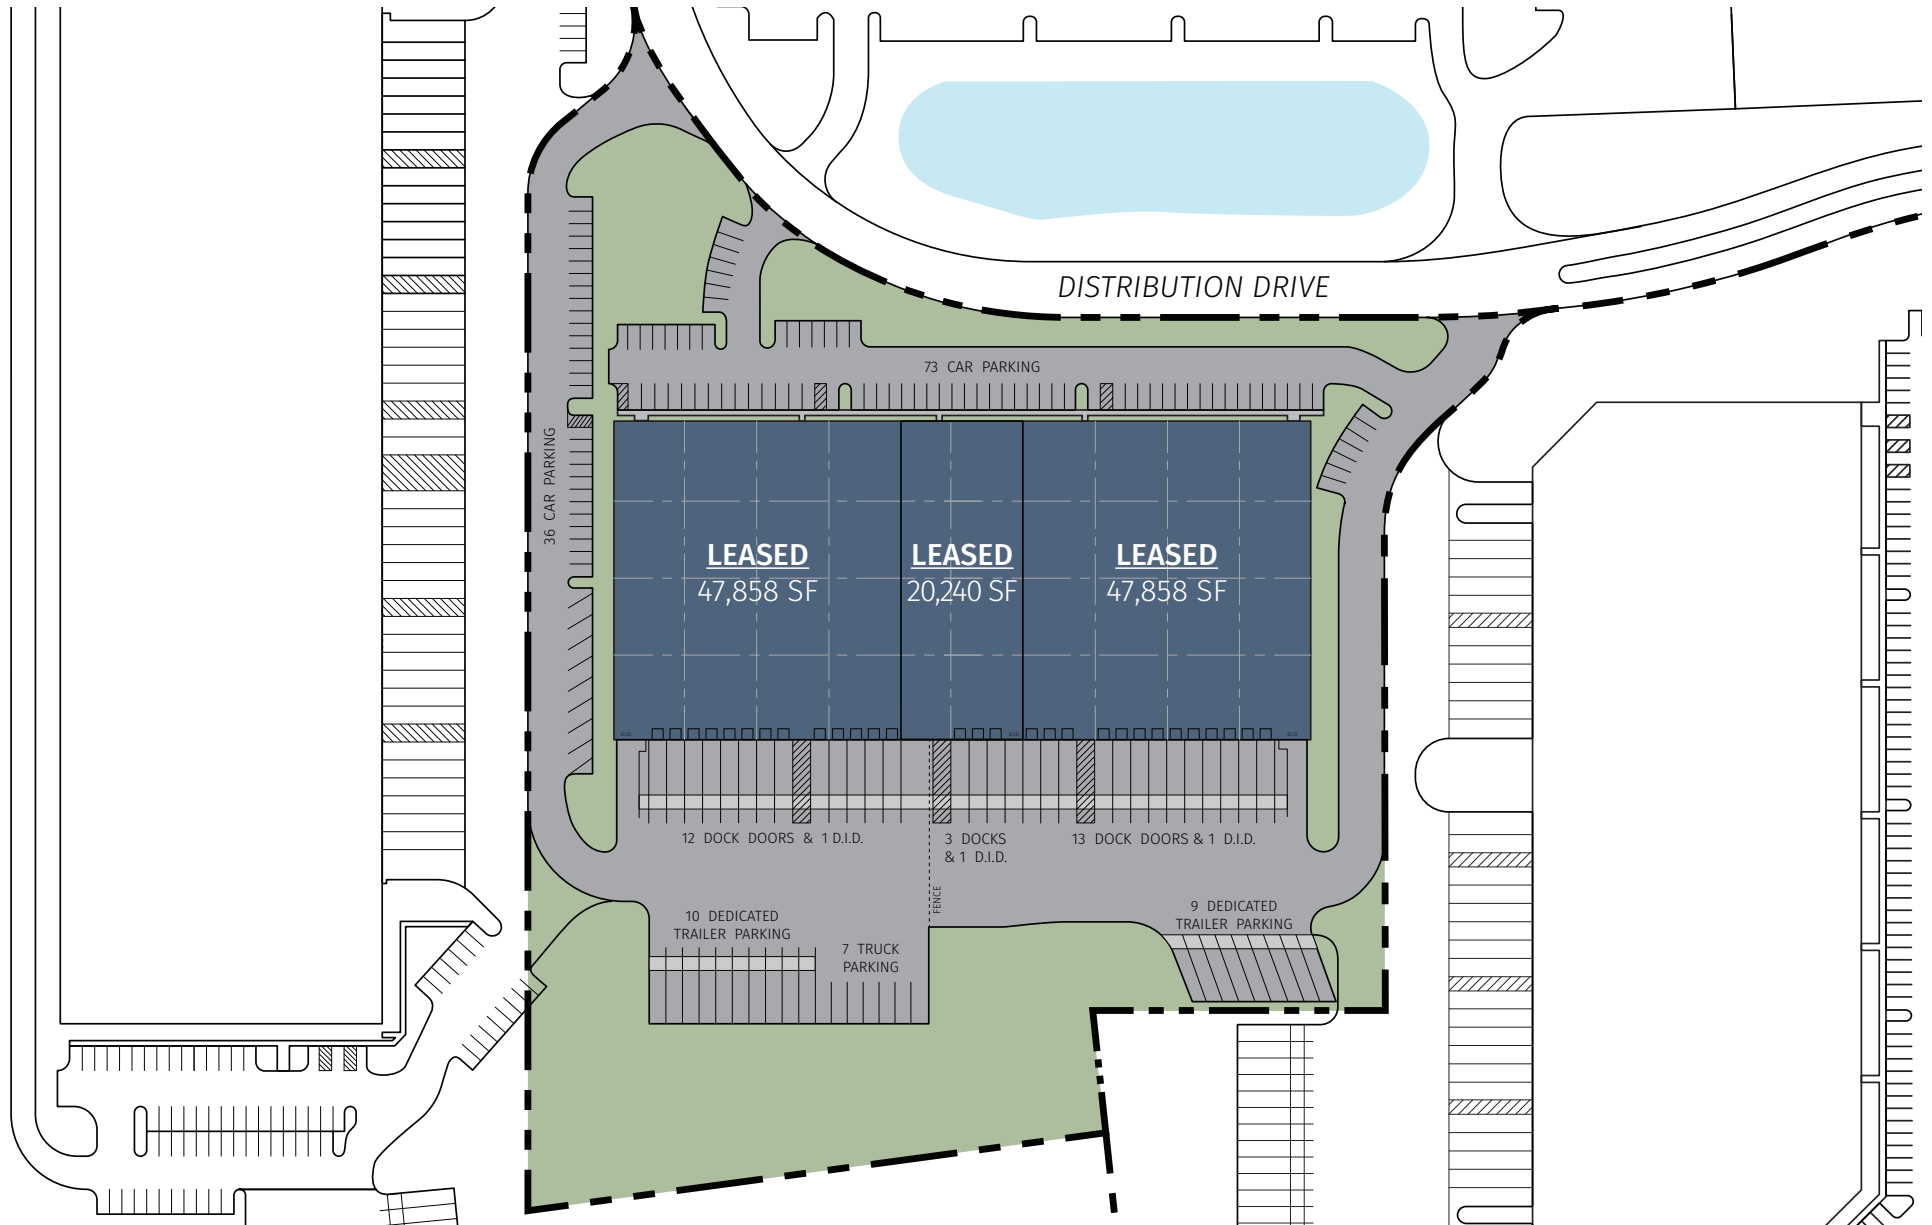 DISTRIBUTION DRIVE
73 CAR PARKING
36 CAR PARKING
LEASED
47,858 SF
LEASED
20,240 SF
LEASED
47,858 SF
D.I.D.
D.I.D.
D.I.D.
12 DOCK DOORS & 1 D.I.D.
3 DOCKS
& 1 D.I.D.
13 DOCK DOORS & 1 D.I.D.
FENCE
10 DEDICATED
TRAILER PARKING
7 TRUCK
PARKING
9 DEDICATED
TRAILER PARKING